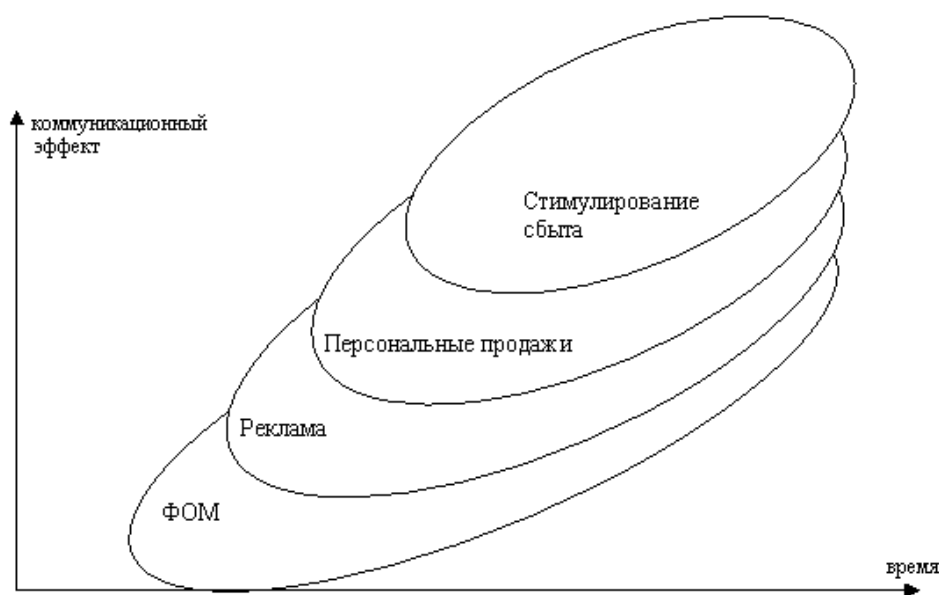 коммуникационный
эффект
Стимулирование
сбыта
Персональные продажи
Реклама
ФОМ
время